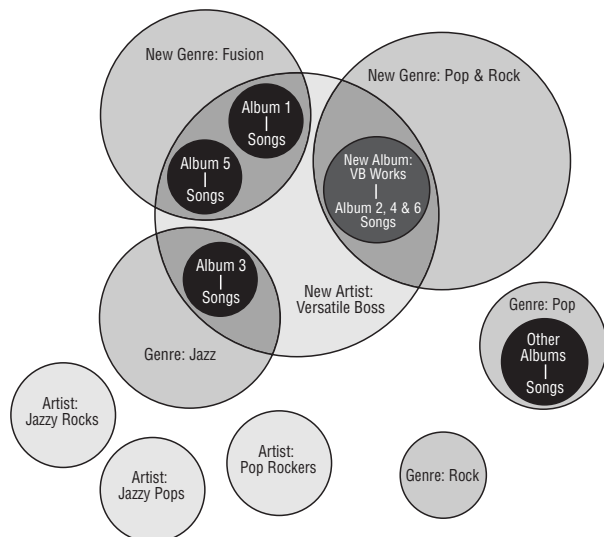 New Genre: Fusion
Album 1
Songs
Album 5
Songs
New Genre: Pop & Rock
New Album:
VB Works
Album 2, 4 & 6
Songs
Album 3
Songs
New Artist:
Versatile Boss
Genre: Jazz
Genre: Pop
Other
Albums
Songs
Artist:
Jazzy Rocks
Artist:
Jazzy Pops
Artist:
Pop Rockers
Genre: Rock